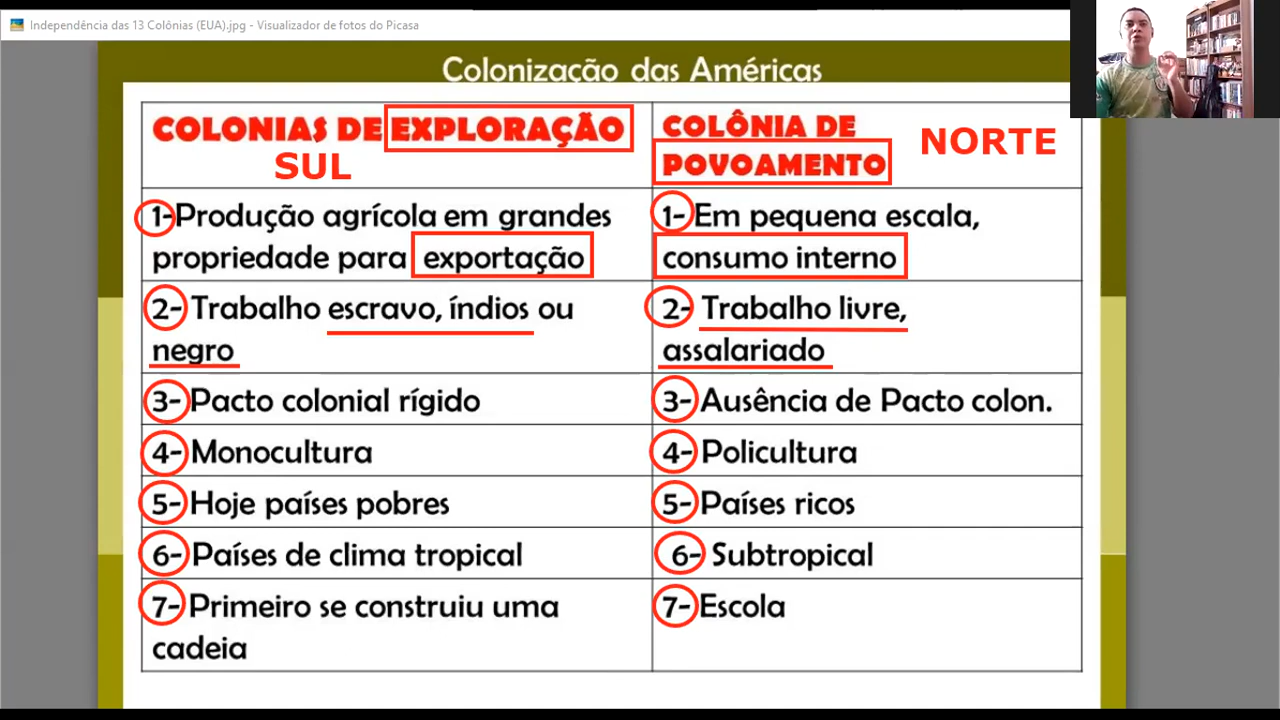 Independência das 13 Colônias (EUA).jpg - Visualizador de fotos do Picasa
Colonização das Américas
COLONIAS DE EXPLORAÇÃO
SUL
COLÔNIA DE
POVOAMENTO
NORTE
1-Produção agrícola em grandes
propriedade para exportação
1- Em pequena escala,
consumo interno
2- Trabalho escravo, índios ou
negro
2- Trabalho livre,
assalariado
3- Pacto colonial rígido
3- Ausência de Pacto colon.
4- Monocultura
4- Policultura
5- Hoje países pobres
5- Países ricos
6- Países de clima tropical
6- Subtropical
7- Primeiro se construiu uma
cadeia
7- Escola